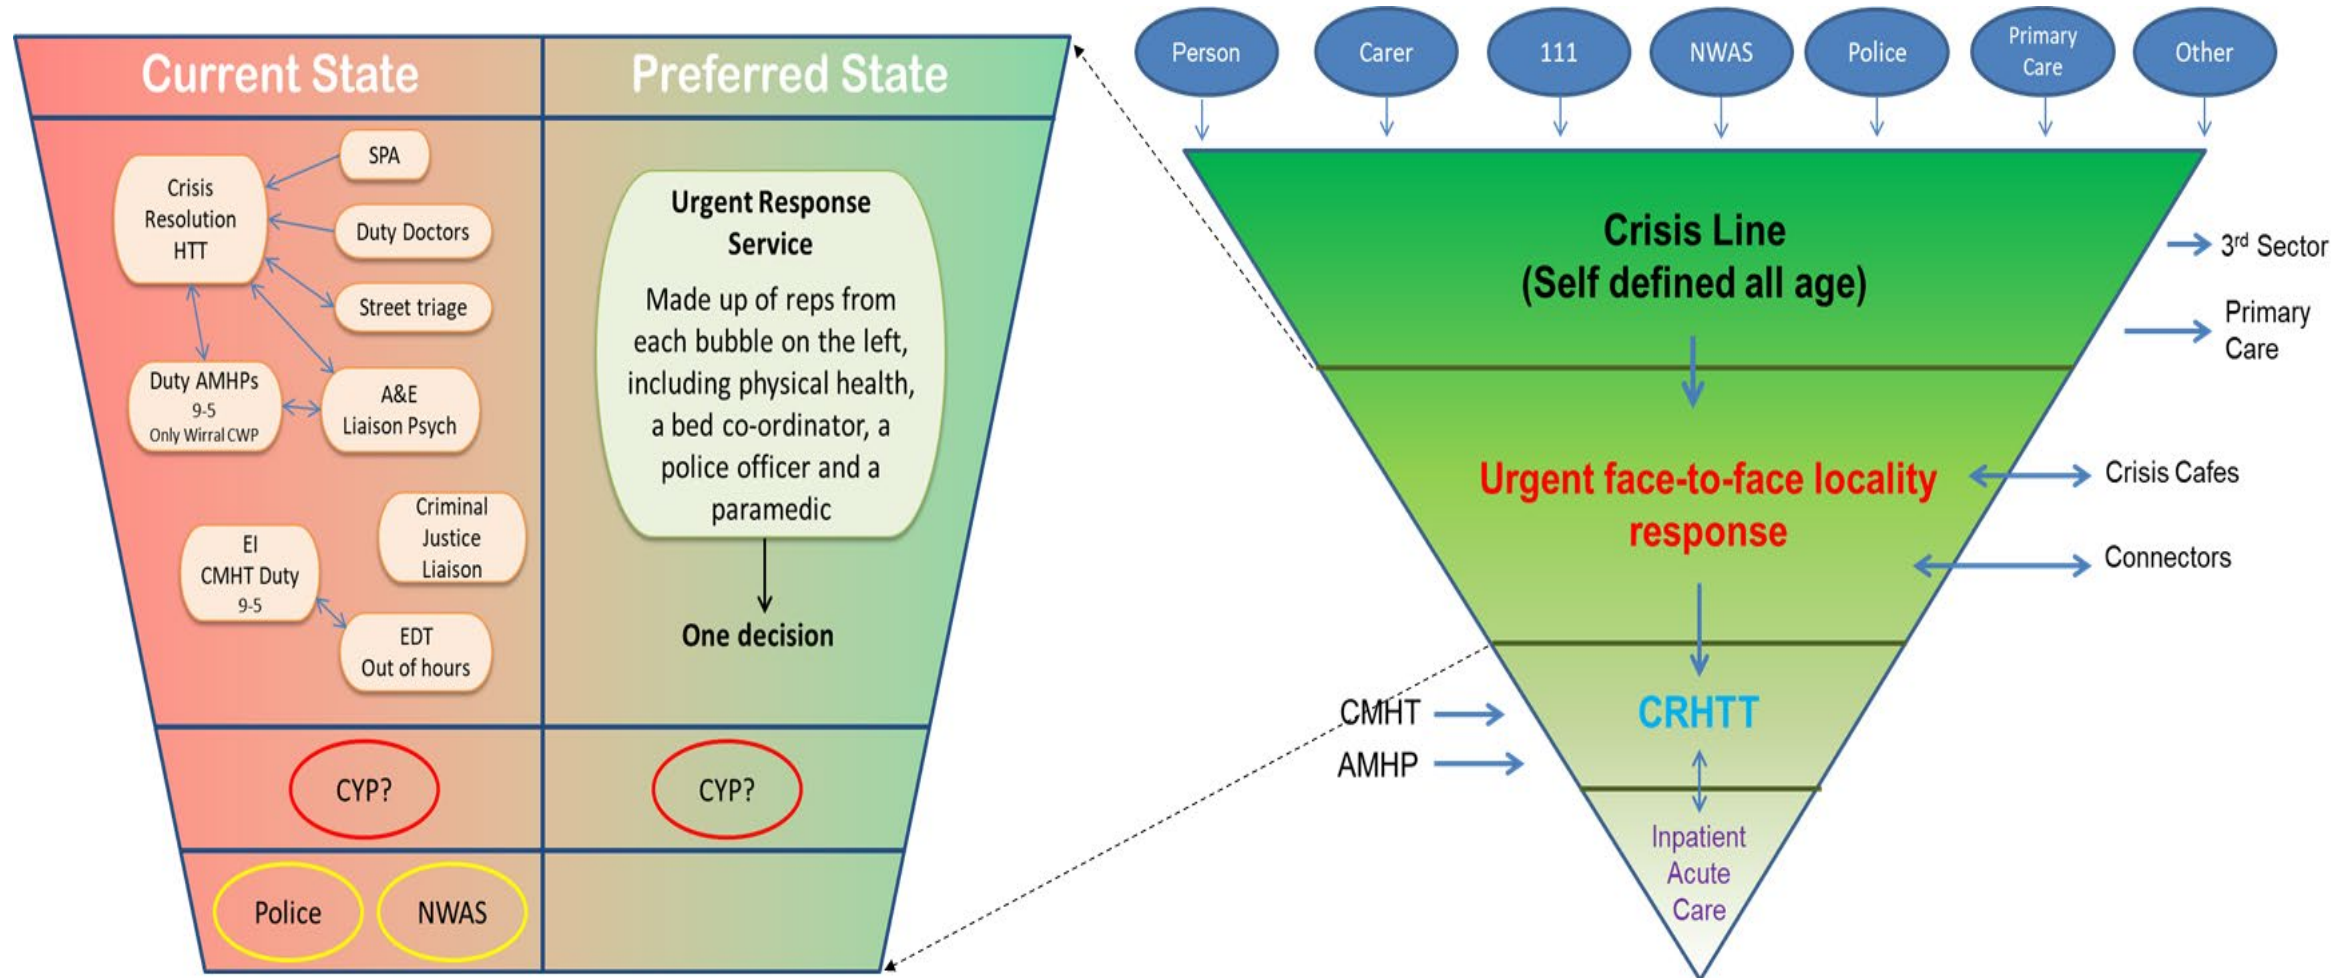 Current State
Preferred State
SPA
Crisis
Resolution
HTT
Duty Doctors
Street triage
Duty AMHPs
9-5
Only Wirral CWP
A&E
Liaison Psych
Criminal
Justice
Liaison
EI
CMHT Duty
9-5
EDT
Out of hours
Urgent Response
Service
Made up of reps from
each bubble on the left,
including physical health,
a bed co-ordinator, a
police officer and a
paramedic
One decision
CYP?
CYP?
Police
NWAS
Person
Carer
111
NWAS
Police
Primary
Care
Other
Crisis Line
(Self defined all age)
3rd Sector
Primary
Care
Urgent face-to-face locality
response
Crisis Cafes
Connectors
CMHT
AMHP
CRHTT
Inpatient
Acute
Care